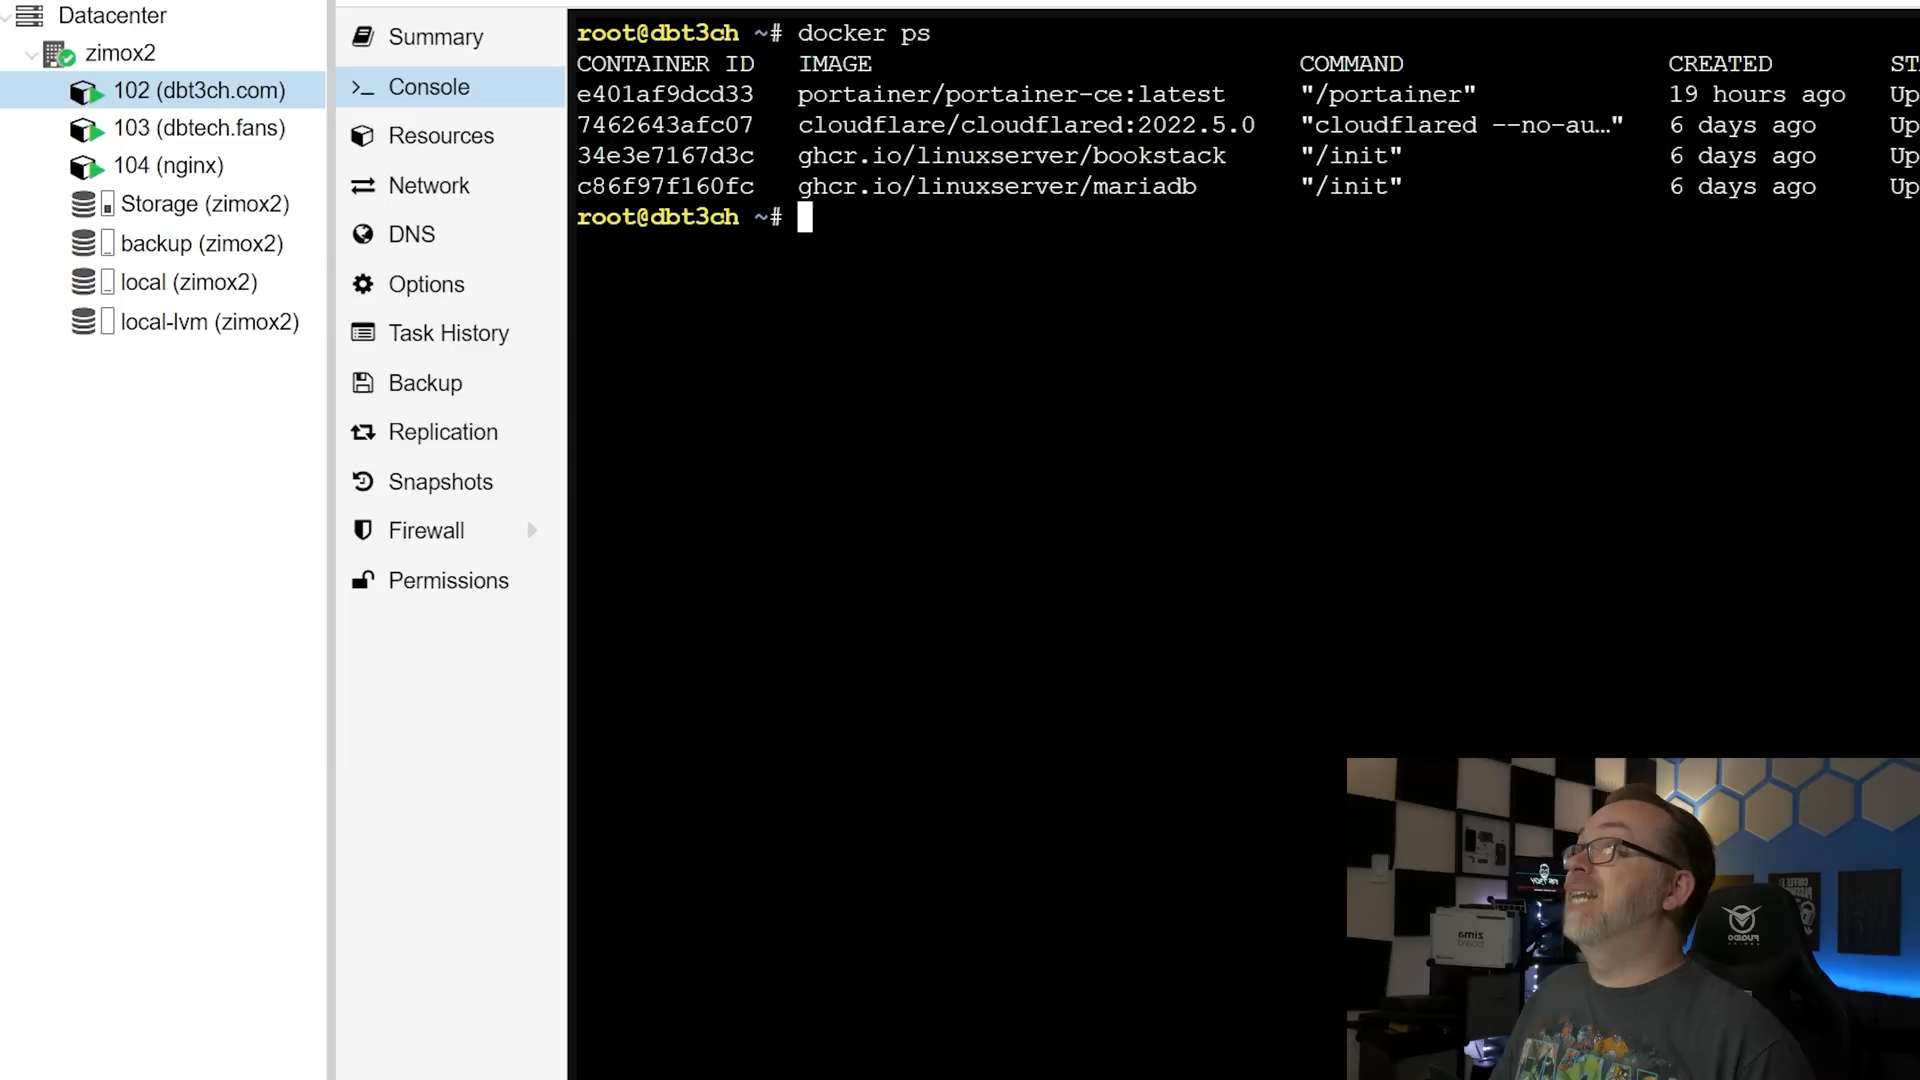 Datacenter
zimox2
102 (dbt3ch.com)
103 (dbtech.fans)
104 (nginx)
Storage (zimox2)
backup (zimox2)
local (zimox2)
local-lvm (zimox2)
Summary
Console
Resources
Network
DNS
Options
Task History
Backup
Replication
Snapshots
Firewall
Permissions
root@dbt3ch ~# docker ps
CONTAINER ID IMAGE COMMAND CREATED
e401af9dcd33 portainer/portainer-ce:latest "/portainer" 19 hours ago Up
7462643afc07 cloudflare/cloudflared:2022.5.0 "cloudflared --no-au…" 6 days ago Up
34e3e7167d3c ghcr.io/linuxserver/bookstack "/init" 6 days ago Up
c86f97f160fc ghcr.io/linuxserver/mariadb "/init" 6 days ago Up
root@dbt3ch ~#
zima